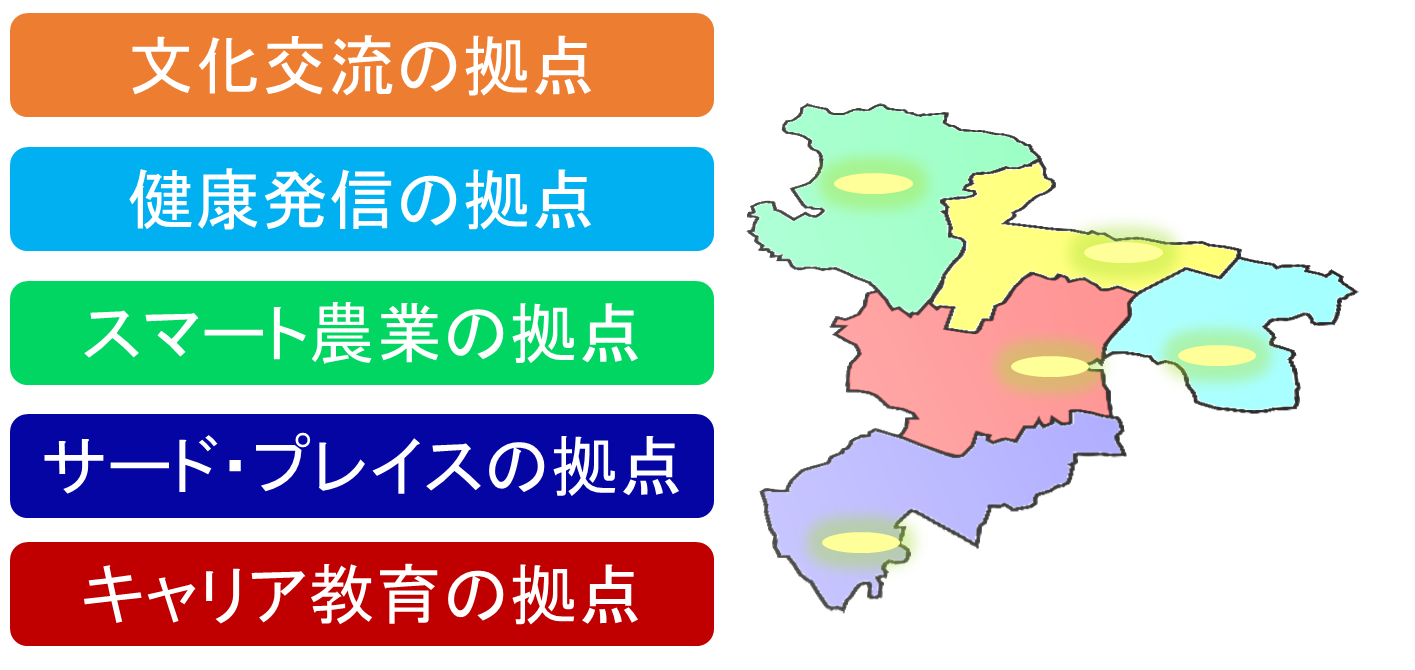 文化交流の拠点
健康発信の拠点
スマート農業の拠点
サード・プレイスの拠点
キャリア教育の拠点